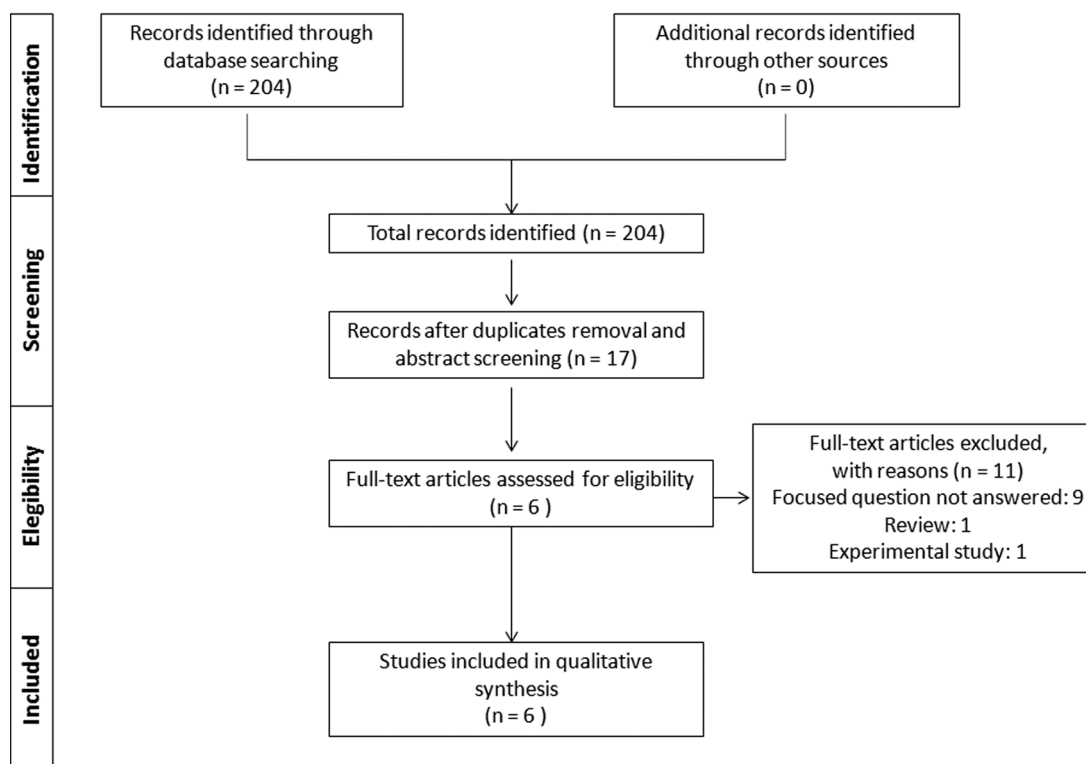 Identification
Records identified through
database searching
(n = 204)
Additional records identified
through other sources
(n = 0)
Screening
Total records identified (n = 204)
Records after duplicates removal and
abstract screening (n = 17)
Elegibility
Full-text articles assessed for eligibility
(n = 6 )
Full-text articles excluded,
with reasons (n = 11)
Focused question not answered: 9
Review: 1
Experimental study: 1
Included
Studies included in qualitative
synthesis
(n = 6 )